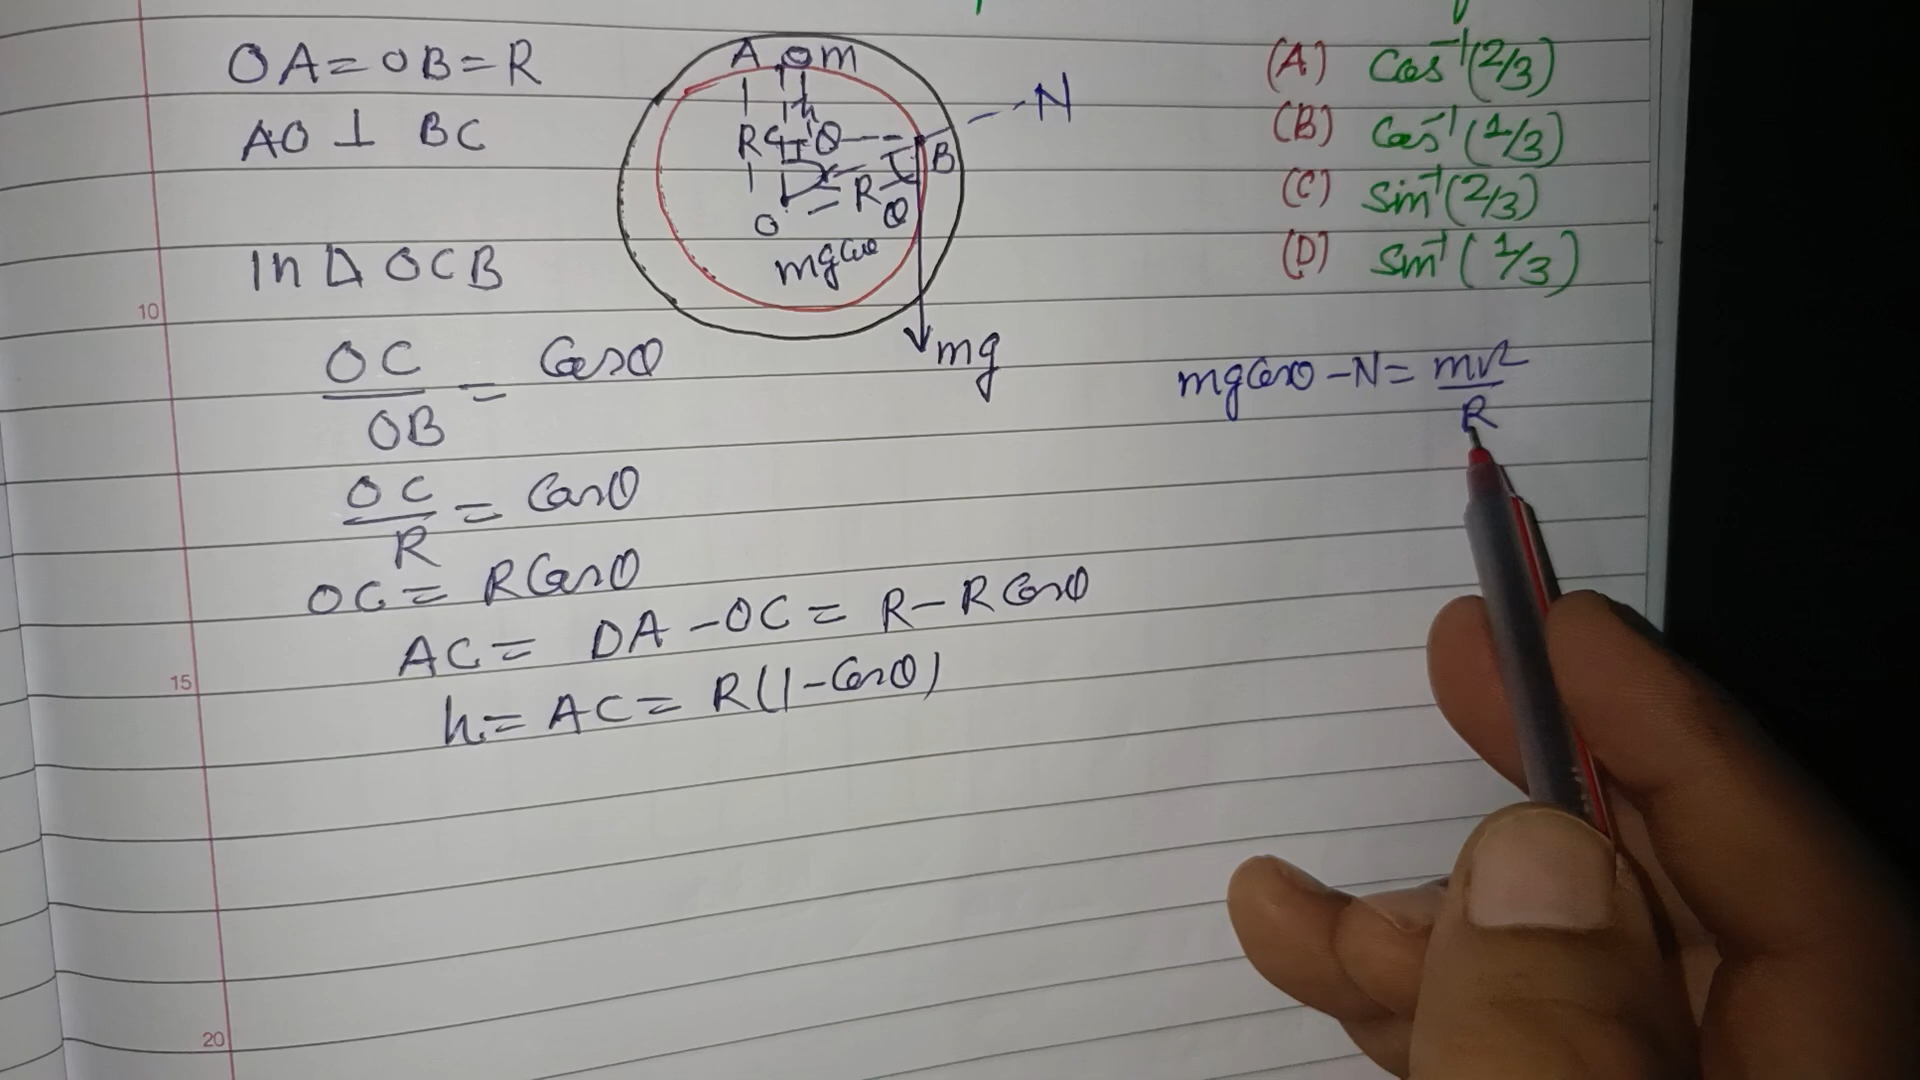 OA=OB=R
AO ⊥ BC
In Δ OCB
OC/OB = Cosθ
OC/R = Cosθ
OC = RCosθ
AC = OA-OC = R-RCosθ
h = AC = R(1-Cosθ)
A m
h
R C θ
B
N
R θ
O
mgCosθ
mg
(A) Cos⁻¹(2/3)
(B) Cos⁻¹(1/3)
(C) Sin⁻¹(2/3)
(D) Sin⁻¹(1/3)
mgCosθ-N = mv²/R
10
15
20